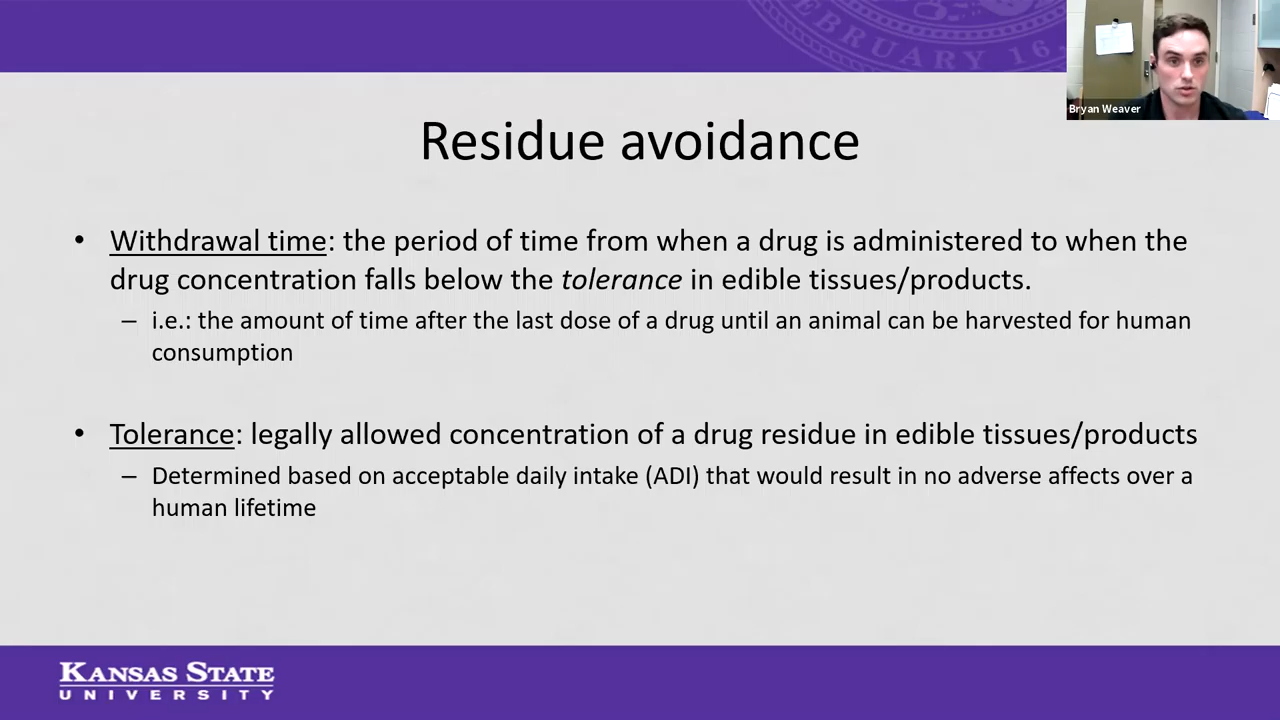 FEBRUARY 16,
Bryan Weaver
Residue avoidance
• Withdrawal time: the period of time from when a drug is administered to when the
drug concentration falls below the tolerance in edible tissues/products.
– i.e.: the amount of time after the last dose of a drug until an animal can be harvested for human
consumption
• Tolerance: legally allowed concentration of a drug residue in edible tissues/products
– Determined based on acceptable daily intake (ADI) that would result in no adverse affects over a
human lifetime
KANSAS STATE
UNIVERSITY